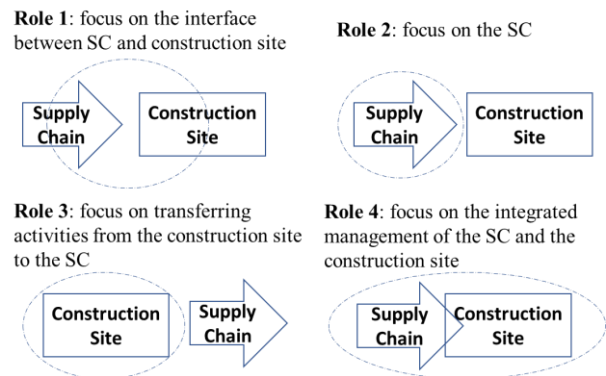 Role 1: focus on the interface
between SC and construction site
Supply
Chain
Construction
Site
Role 2: focus on the SC
Supply
Chain
Construction
Site
Role 3: focus on transferring
activities from the construction site
to the SC
Construction
Site
Supply
Chain
Role 4: focus on the integrated
management of the SC and the
construction site
Supply
Chain
Construction
Site